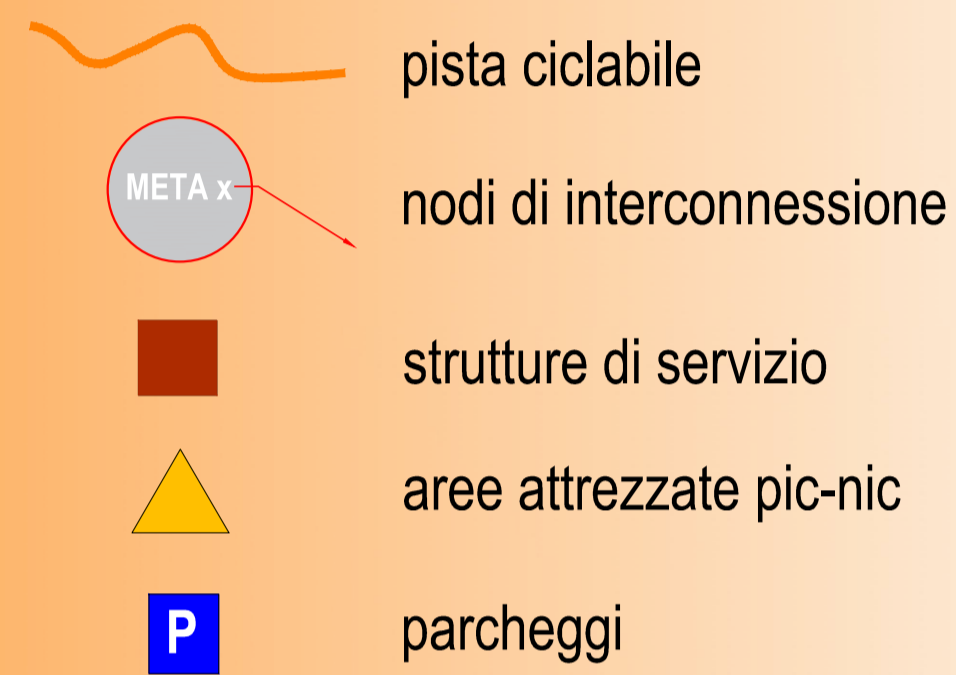 pista ciclabile
META x
nodi di interconnessione
strutture di servizio
aree attrezzate pic-nic
P
parcheggi